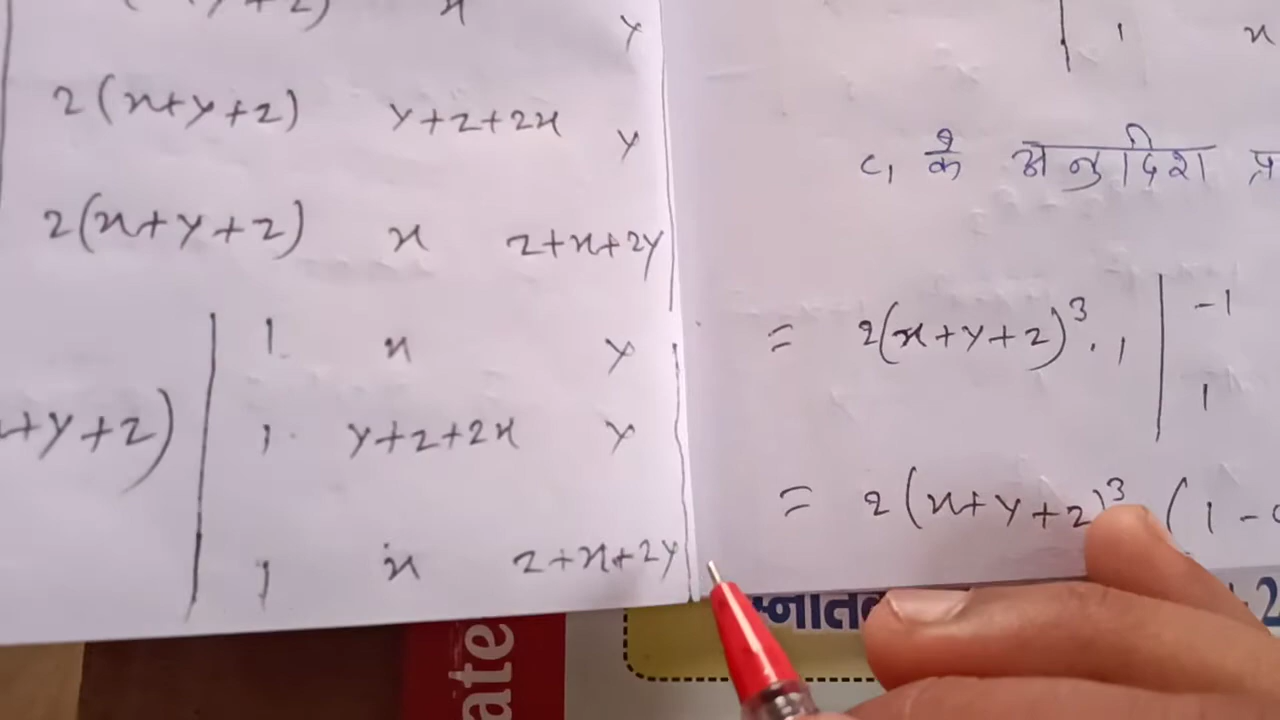 x y
2(x+y+z) y+z+2x y
2(x+y+z) x z+x+2y
1 x y
+y+z) 1 y+z+2x y
1 x z+x+2y
1 x
C₁ के अनुदिश
= 2(x+y+z)³ . 1 | -1
1
= 2(x+y+z)³ (1 -
ate